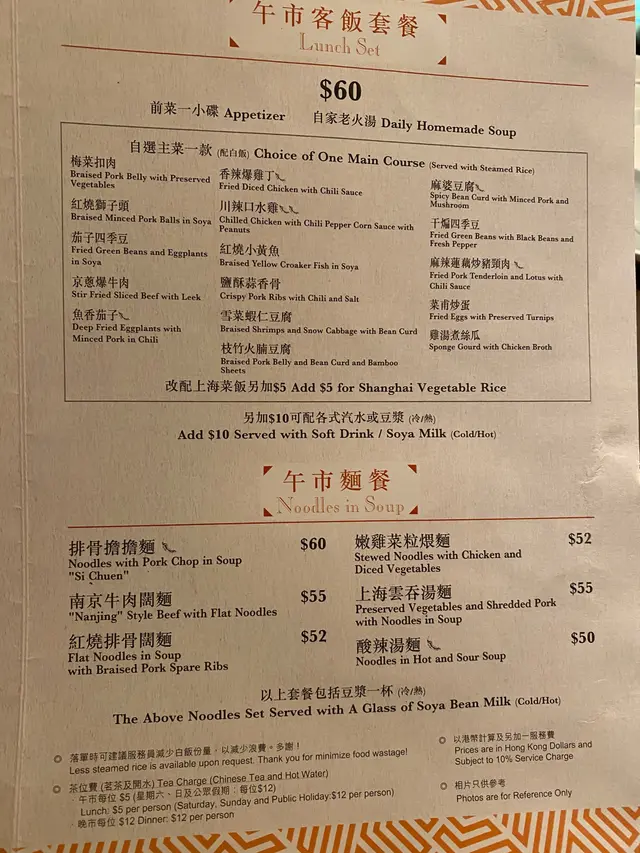 午市客飯套餐
Lunch Set
$60
前菜一小碟 Appetizer 自家老火湯 Daily Homemade Soup
自選主菜一款 (配白飯) Choice of One Main Course (Served with Steamed Rice)
梅菜扣肉
Braised Pork Belly with Preserved
Vegetables
紅燒獅子頭
Braised Minced Pork Balls in Soya
茄子四季豆
Fried Green Beans and Eggplants
in Soya
京蔥爆牛肉
Stir Fried Sliced Beef with Leek
魚香茄子
Deep Fried Eggplants with
Minced Pork in Chili
香辣爆雞丁
Fried Diced Chicken with Chili Sauce
川辣口水雞
Chilled Chicken with Chili Pepper Corn Sauce with
Peanuts
紅燒小黃魚
Braised Yellow Croaker Fish in Soya
鹽酥蒜香骨
Crispy Pork Ribs with Chili and Salt
雪菜蝦仁豆腐
Braised Shrimps and Snow Cabbage with Bean Curd
枝竹火腩豆腐
Braised Pork Belly and Bean Curd and Bamboo
Sheets
麻婆豆腐
Spicy Bean Curd with Minced Pork and
Mushroom
干煸四季豆
Fried Green Beans with Black Beans and
Fresh Pepper
麻辣蓮藕炒豬頸肉
Fried Pork Tenderloin and Lotus with
Chili Sauce
菜甫炒蛋
Fried Eggs with Preserved Turnips
雞湯煮絲瓜
Sponge Gourd with Chicken Broth
改配上海菜飯另加$5 Add $5 for Shanghai Vegetable Rice
另加$10可配各式汽水或豆漿 (冷/熱)
Add $10 Served with Soft Drink / Soya Milk (Cold/Hot)
午市麵餐
Noodles in Soup
排骨擔擔麵 $60
Noodles with Pork Chop in Soup
"Si Chuen"
南京牛肉闊麵 $55
"Nanjing" Style Beef with Flat Noodles
紅燒排骨闊麵 $52
Flat Noodles in Soup
with Braised Pork Spare Ribs
嫩雞菜粒煨麵 $52
Stewed Noodles with Chicken and
Diced Vegetables
上海雲吞湯麵 $55
Preserved Vegetables and Shredded Pork
with Noodles in Soup
酸辣湯麵 $50
Noodles in Hot and Sour Soup
以上套餐包括豆漿一杯 (冷/熱)
The Above Noodles Set Served with A Glass of Soya Bean Milk (Cold/Hot)
落單時可建議服務員減少白飯份量，以減少浪費。多謝！
Less steamed rice is available upon request. Thank you for minimize food wastage!
茶位費 (茗茶及開水) Tea Charge (Chinese Tea and Hot Water)
· 午市每位 $5 (星期六、日及公眾假期：每位$12)
Lunch: $5 per person (Saturday, Sunday and Public Holiday:$12 per person)
· 晚市每位 $12 Dinner: $12 per person
以港幣計算及另加一服務費
Prices are in Hong Kong Dollars and
Subject to 10% Service Charge
相片只供參考
Photos are for Reference Only